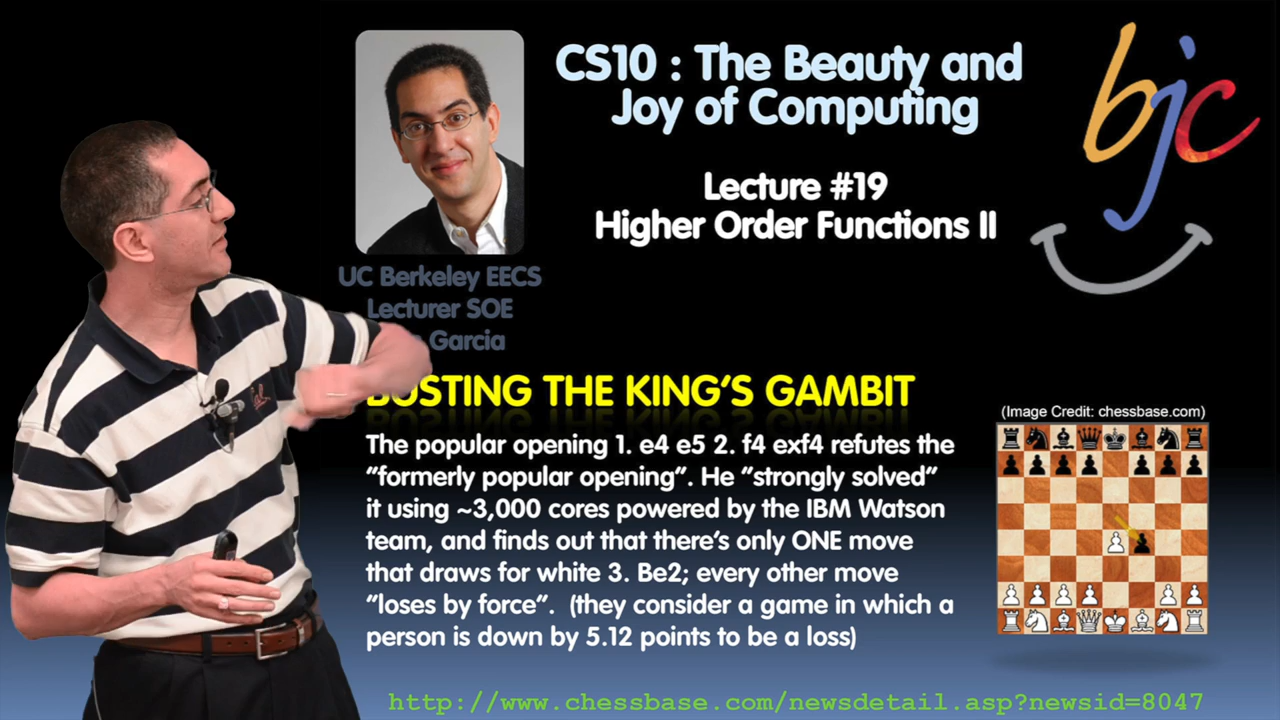 CS10 : The Beauty and
Joy of Computing
bjc
Lecture #19
Higher Order Functions II
UC Berkeley EECS
Lecturer SOE
Garcia
BUSTING THE KING'S GAMBIT
The popular opening 1. e4 e5 2. f4 exf4 refutes the
"formerly popular opening". He "strongly solved"
it using ~3,000 cores powered by the IBM Watson
team, and finds out that there's only ONE move
that draws for white 3. Be2; every other move
"loses by force". (they consider a game in which a
person is down by 5.12 points to be a loss)
(Image Credit: chessbase.com)
http://www.chessbase.com/newsdetail.asp?newsid=8047